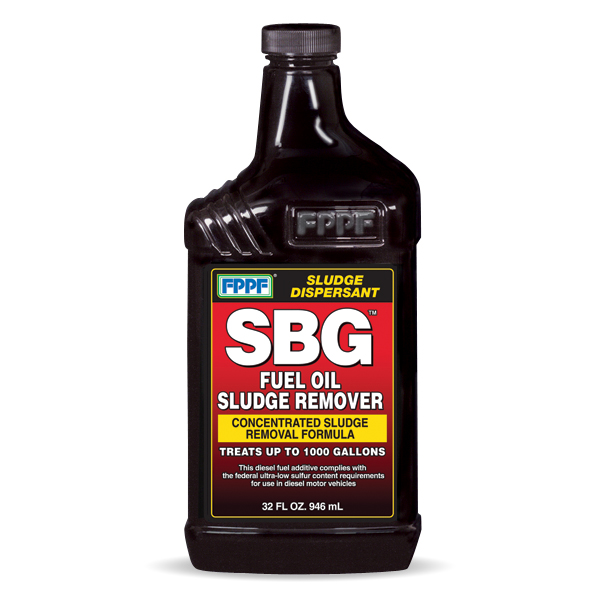 FPPF
FPPF®
SLUDGE
DISPERSANT
SBG™
FUEL OIL
SLUDGE REMOVER
CONCENTRATED SLUDGE
REMOVAL FORMULA
TREATS UP TO 1000 GALLONS
This diesel fuel additive complies with
the federal ultra-low sulfur content requirements
for use in diesel motor vehicles
32 FL OZ. 946 mL